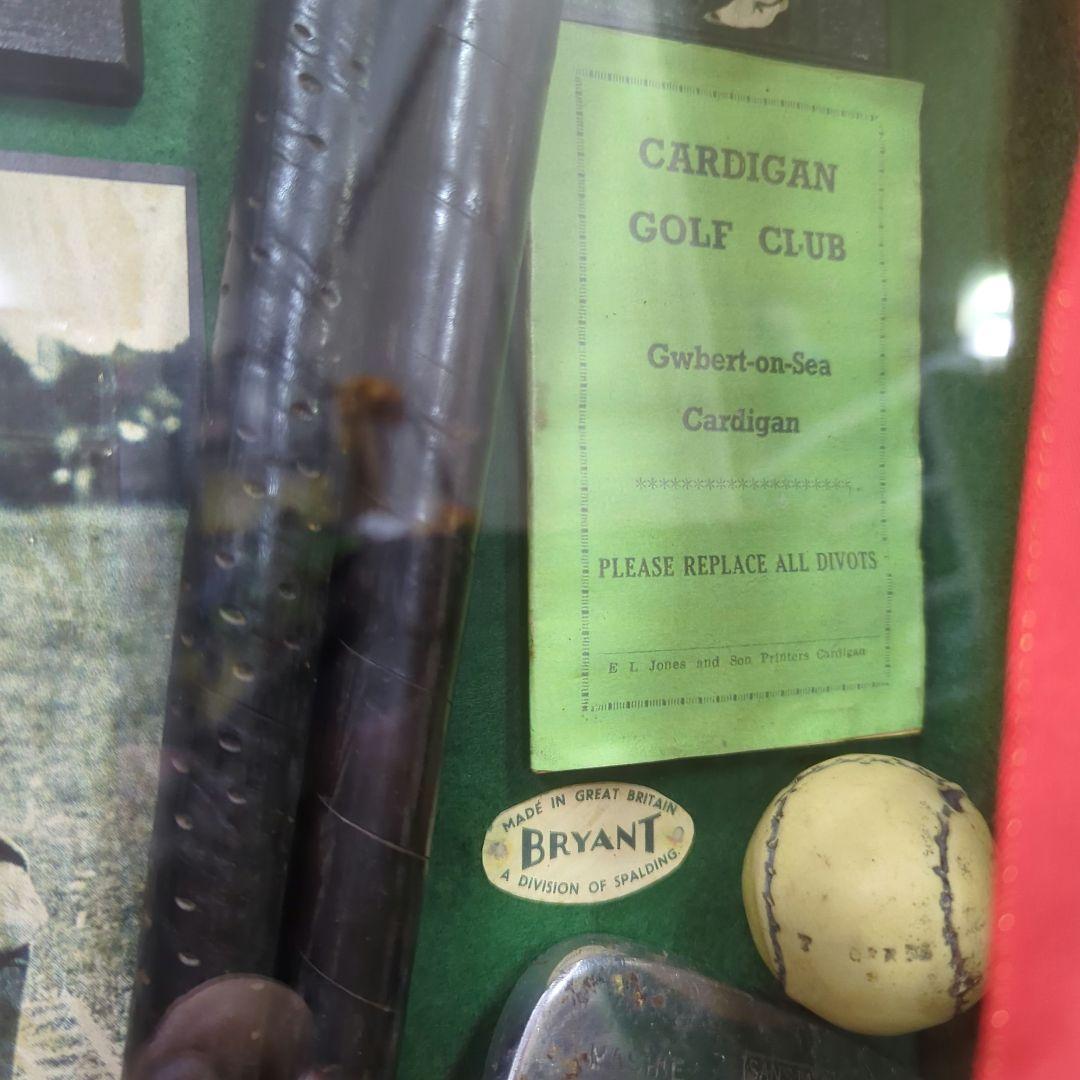 CARDIGAN
GOLF CLUB
Gwbert-on-Sea
Cardigan
********************
PLEASE REPLACE ALL DIVOTS
E L Jones and Son Printers Cardigan
MADE IN GREAT BRITAIN
BRYANT
A DIVISION OF SPALDING.